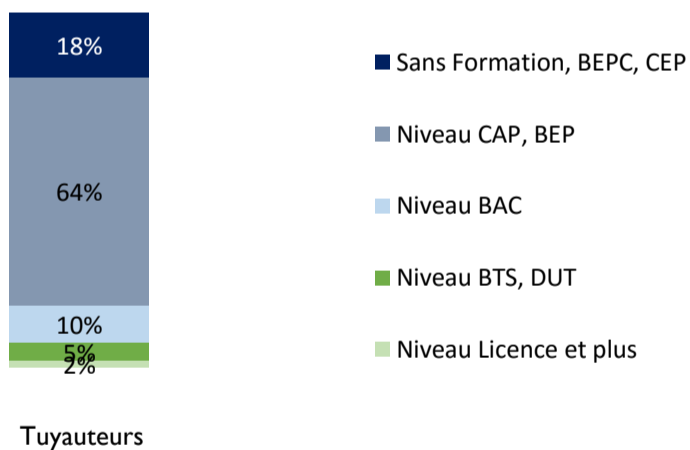 18%
64%
10%
5%
2%
Tuyauteurs
Sans Formation, BEPC, CEP
Niveau CAP, BEP
Niveau BAC
Niveau BTS, DUT
Niveau Licence et plus